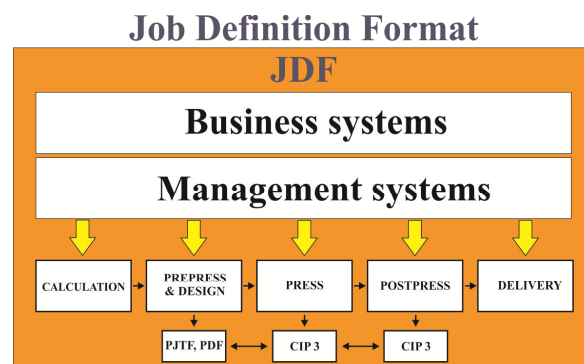 Job Definition Format
JDF
Business systems
Management systems
CALCULATION
PREPRESS
& DESIGN
PRESS
POSTPRESS
DELIVERY
PJTF, PDF
CIP 3
CIP 3